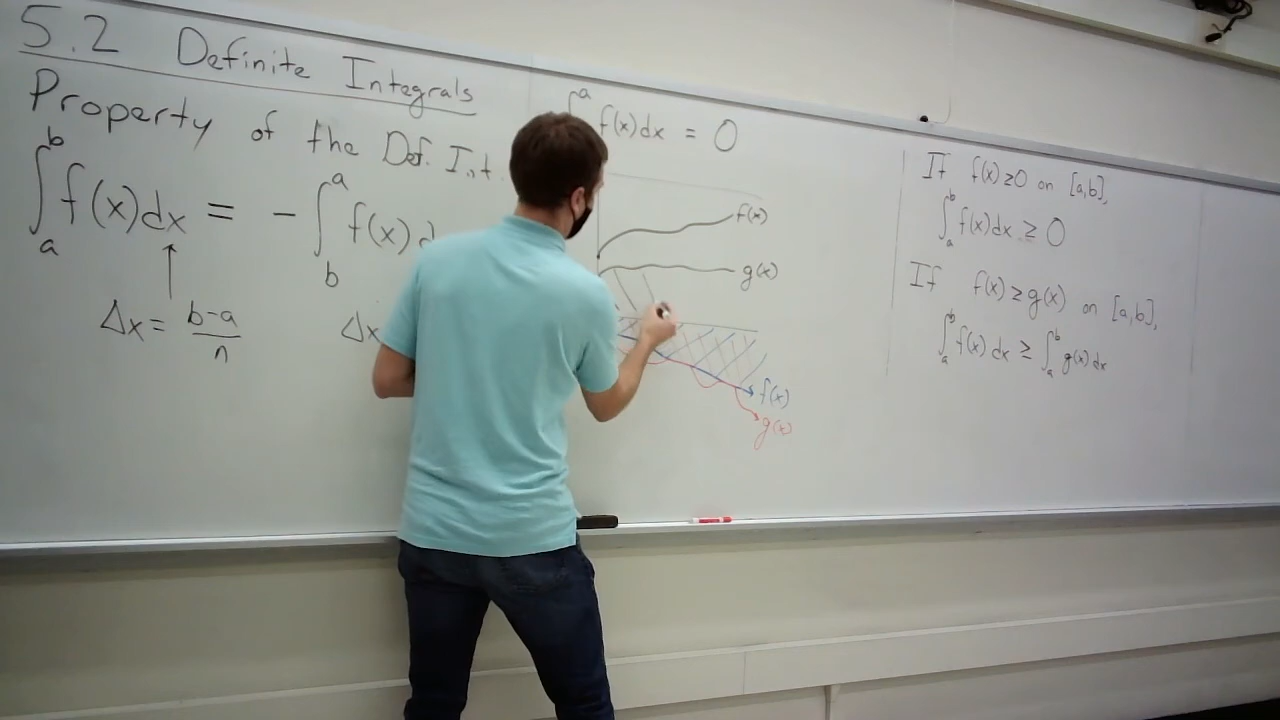 5.2 Definite Integrals
Property of the Def. Int.
∫_a^b f(x)dx = - ∫_b^a f(x)d
Δx = (b-a)/n
Δx
∫^a f(x)dx = 0
f(x)
g(x)
f(x)
g(x)
If f(x) ≥ 0 on [a,b],
∫_a^b f(x)dx ≥ 0
If f(x) ≥ g(x) on [a,b],
∫_a^b f(x) dx ≥ ∫_a^b g(x) dx